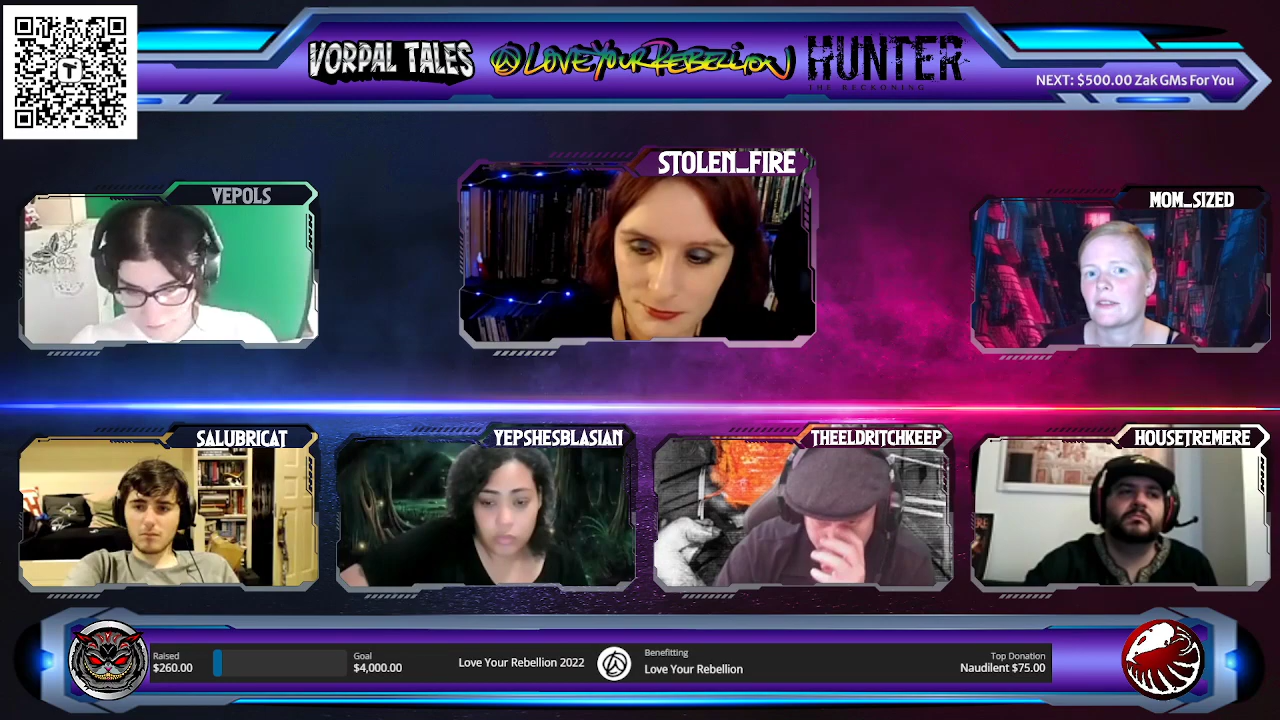 VORPAL TALES
LOVEYOURREBELLION
HUNTER
THE RECKONING
NEXT: $500.00 Zak GMs For You
VEPOLS
STOLEN_FIRE
MOM_SIZED
SALUBRICAT
YEPSHESBLASIAN
THEELDRITCHKEEP
HOUSETREMERE
Raised
$260.00
Goal
$4,000.00
Love Your Rebellion 2022
Benefitting
Love Your Rebellion
Top Donation
Naudilent $75.00